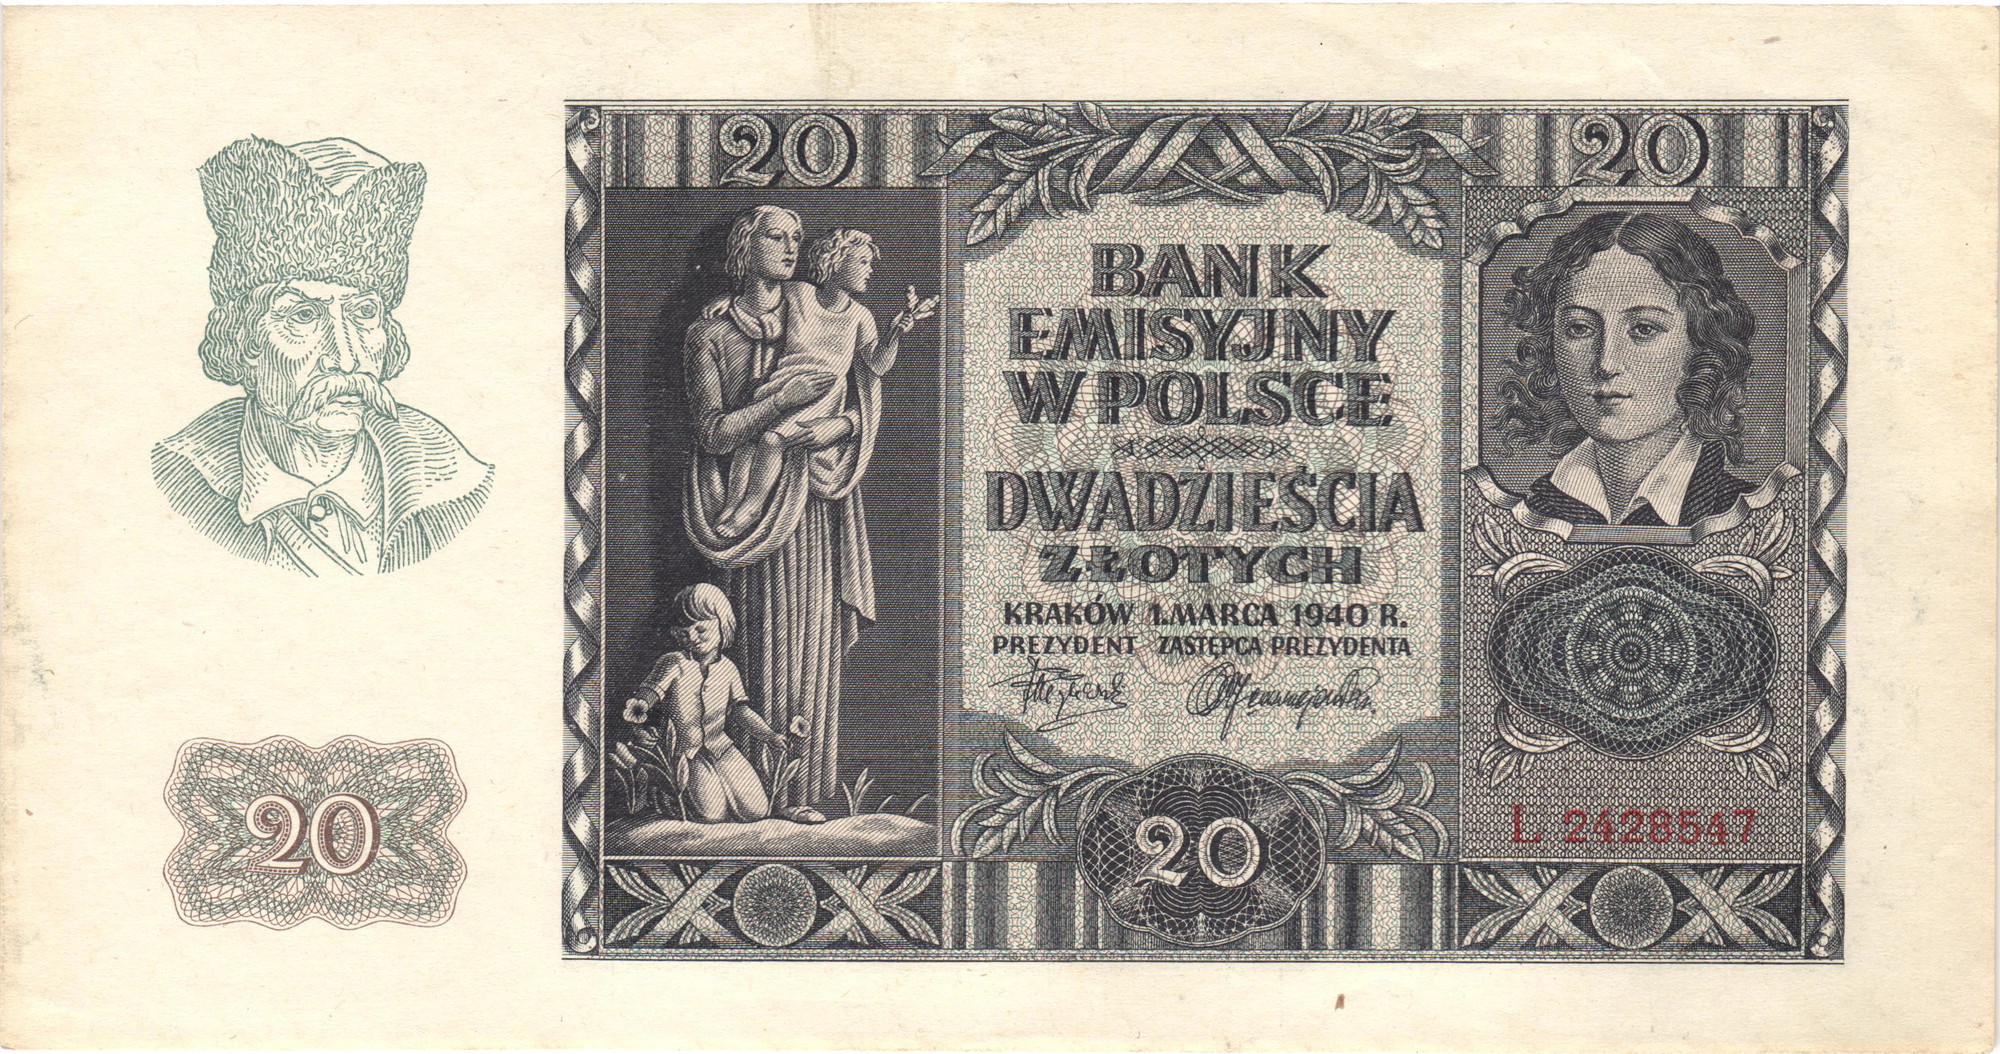 20
20
BANK
EMISYJNY
W POLSCE
DWADZIEŚCIA
ZŁOTYCH
KRAKÓW 1. MARCA 1940 R.
PREZYDENT ZASTĘPCA PREZYDENTA
L 2428547
20
20